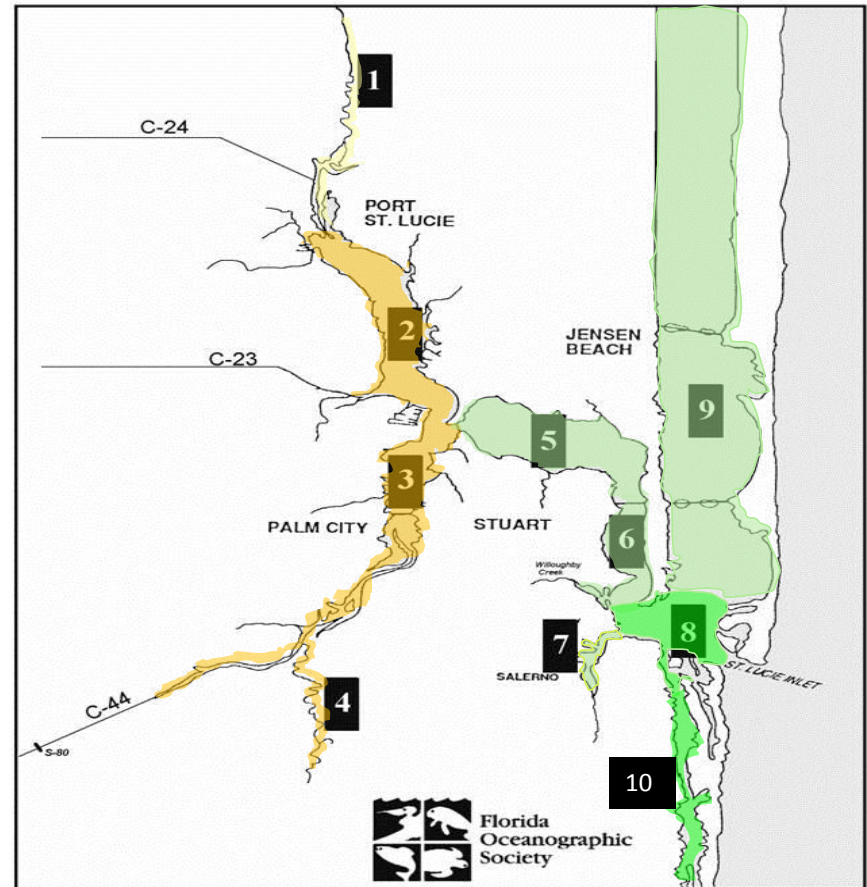 1
C-24
PORT
ST. LUCIE
2
JENSEN
BEACH
C-23
9
5
3
PALM CITY
STUART
6
Willoughby
Creek
7
8
SALERNO
ST. LUCIE INLET
4
C-44
S-80
10
Florida
Oceanographic
Society